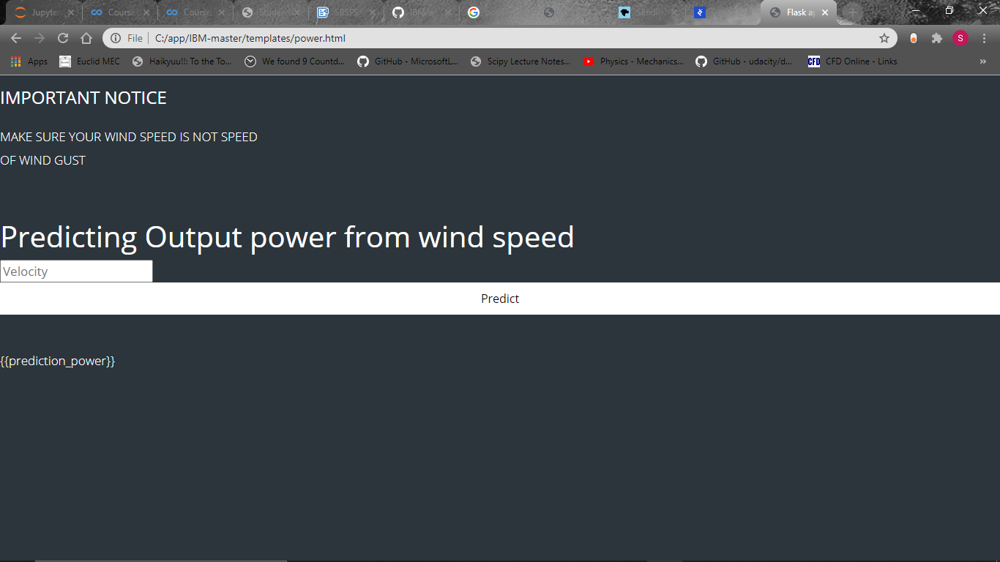 Jupyter
Course
Course
Studen
SBSPS
IBM
Sendin
Flask ap
File
C:/app/IBM-master/templates/power.html
S
Apps
Euclid MEC
Haikyuu!!: To the To...
We found 9 Countd...
GitHub - MicrosoftL...
Scipy Lecture Notes...
Physics - Mechanics...
GitHub - udacity/d...
CFD
CFD Online - Links
»
IMPORTANT NOTICE
MAKE SURE YOUR WIND SPEED IS NOT SPEED
OF WIND GUST
Predicting Output power from wind speed
Velocity
Predict
{{prediction_power}}